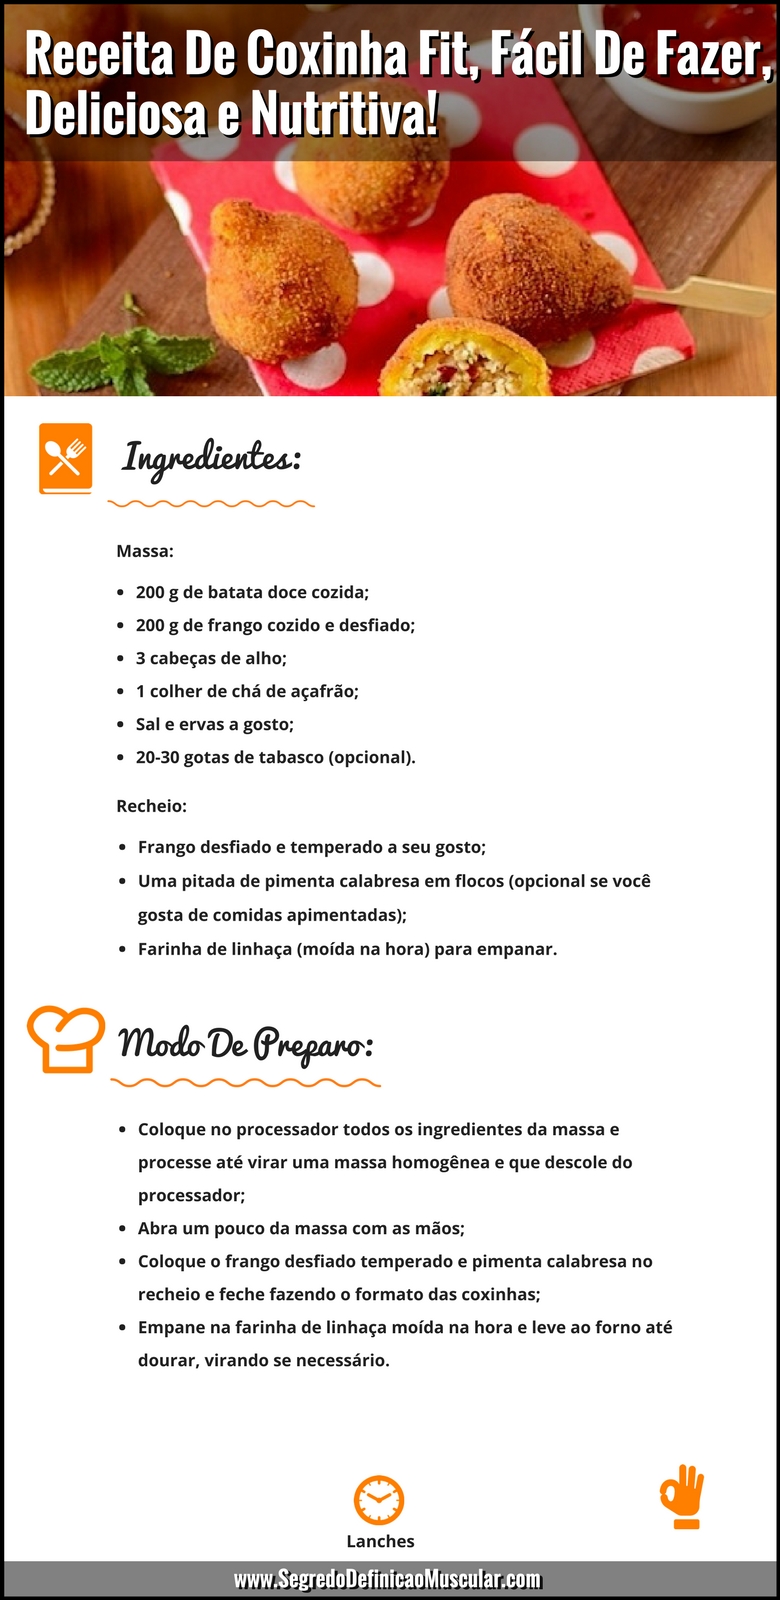 Receita De Coxinha Fit, Fácil De Fazer,
Deliciosa e Nutritiva!
Ingredientes:
Massa:
• 200 g de batata doce cozida;
• 200 g de frango cozido e desfiado;
• 3 cabeças de alho;
• 1 colher de chá de açafrão;
• Sal e ervas a gosto;
• 20-30 gotas de tabasco (opcional).
Recheio:
• Frango desfiado e temperado a seu gosto;
• Uma pitada de pimenta calabresa em flocos (opcional se você
gosta de comidas apimentadas);
• Farinha de linhaça (moída na hora) para empanar.
Modo De Preparo:
• Coloque no processador todos os ingredientes da massa e
processe até virar uma massa homogênea e que descole do
processador;
• Abra um pouco da massa com as mãos;
• Coloque o frango desfiado temperado e pimenta calabresa no
recheio e feche fazendo o formato das coxinhas;
• Empane na farinha de linhaça moída na hora e leve ao forno até
dourar, virando se necessário.
Lanches
www.SegredoDefinicaoMuscular.com